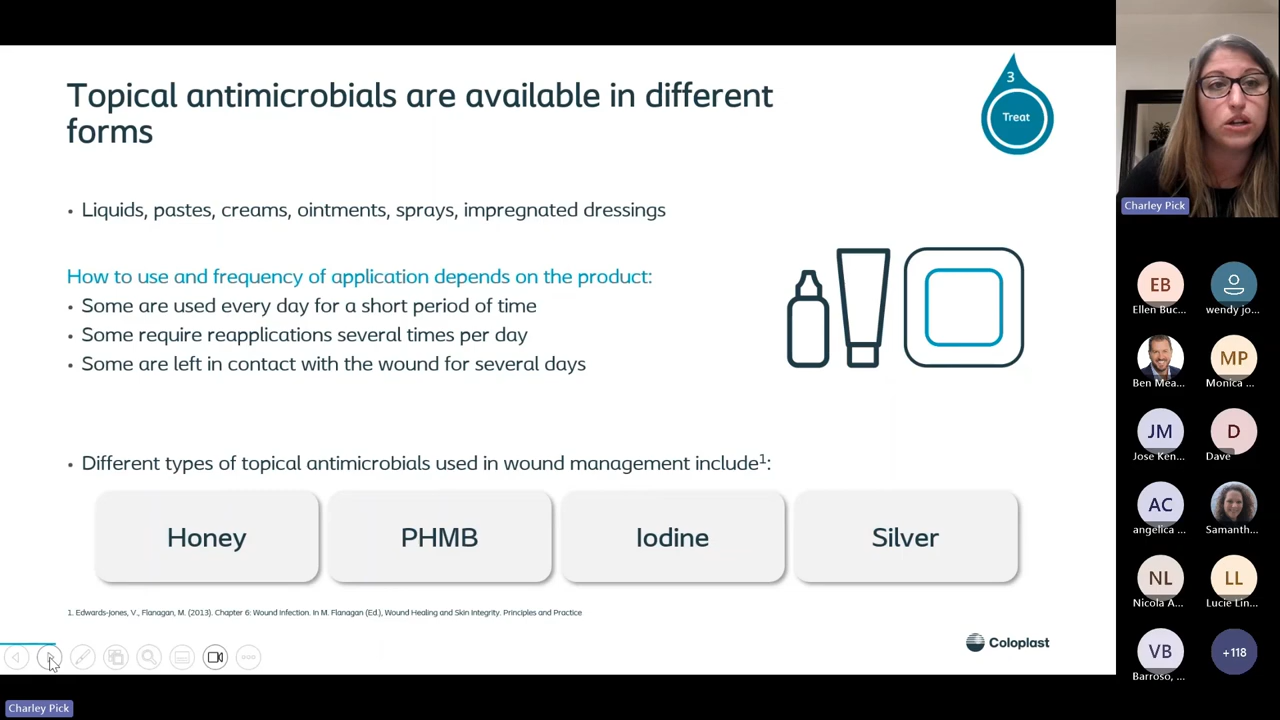 Topical antimicrobials are available in different
forms
3
Treat
• Liquids, pastes, creams, ointments, sprays, impregnated dressings
How to use and frequency of application depends on the product:
• Some are used every day for a short period of time
• Some require reapplications several times per day
• Some are left in contact with the wound for several days
• Different types of topical antimicrobials used in wound management include¹:
Honey
PHMB
Iodine
Silver
1. Edwards-Jones, V., Flanagan, M. (2013). Chapter 6: Wound Infection. In M. Flanagan (Ed.), Wound Healing and Skin Integrity. Principles and Practice
Coloplast
Charley Pick
Charley Pick
EB
Ellen Buc...
wendy jo...
Ben Mea...
MP
Monica ...
JM
Jose Ken...
D
Dave
AC
angelica ...
Samanth...
NL
Nicola A...
LL
Lucie Lin...
VB
Barroso, ...
+118